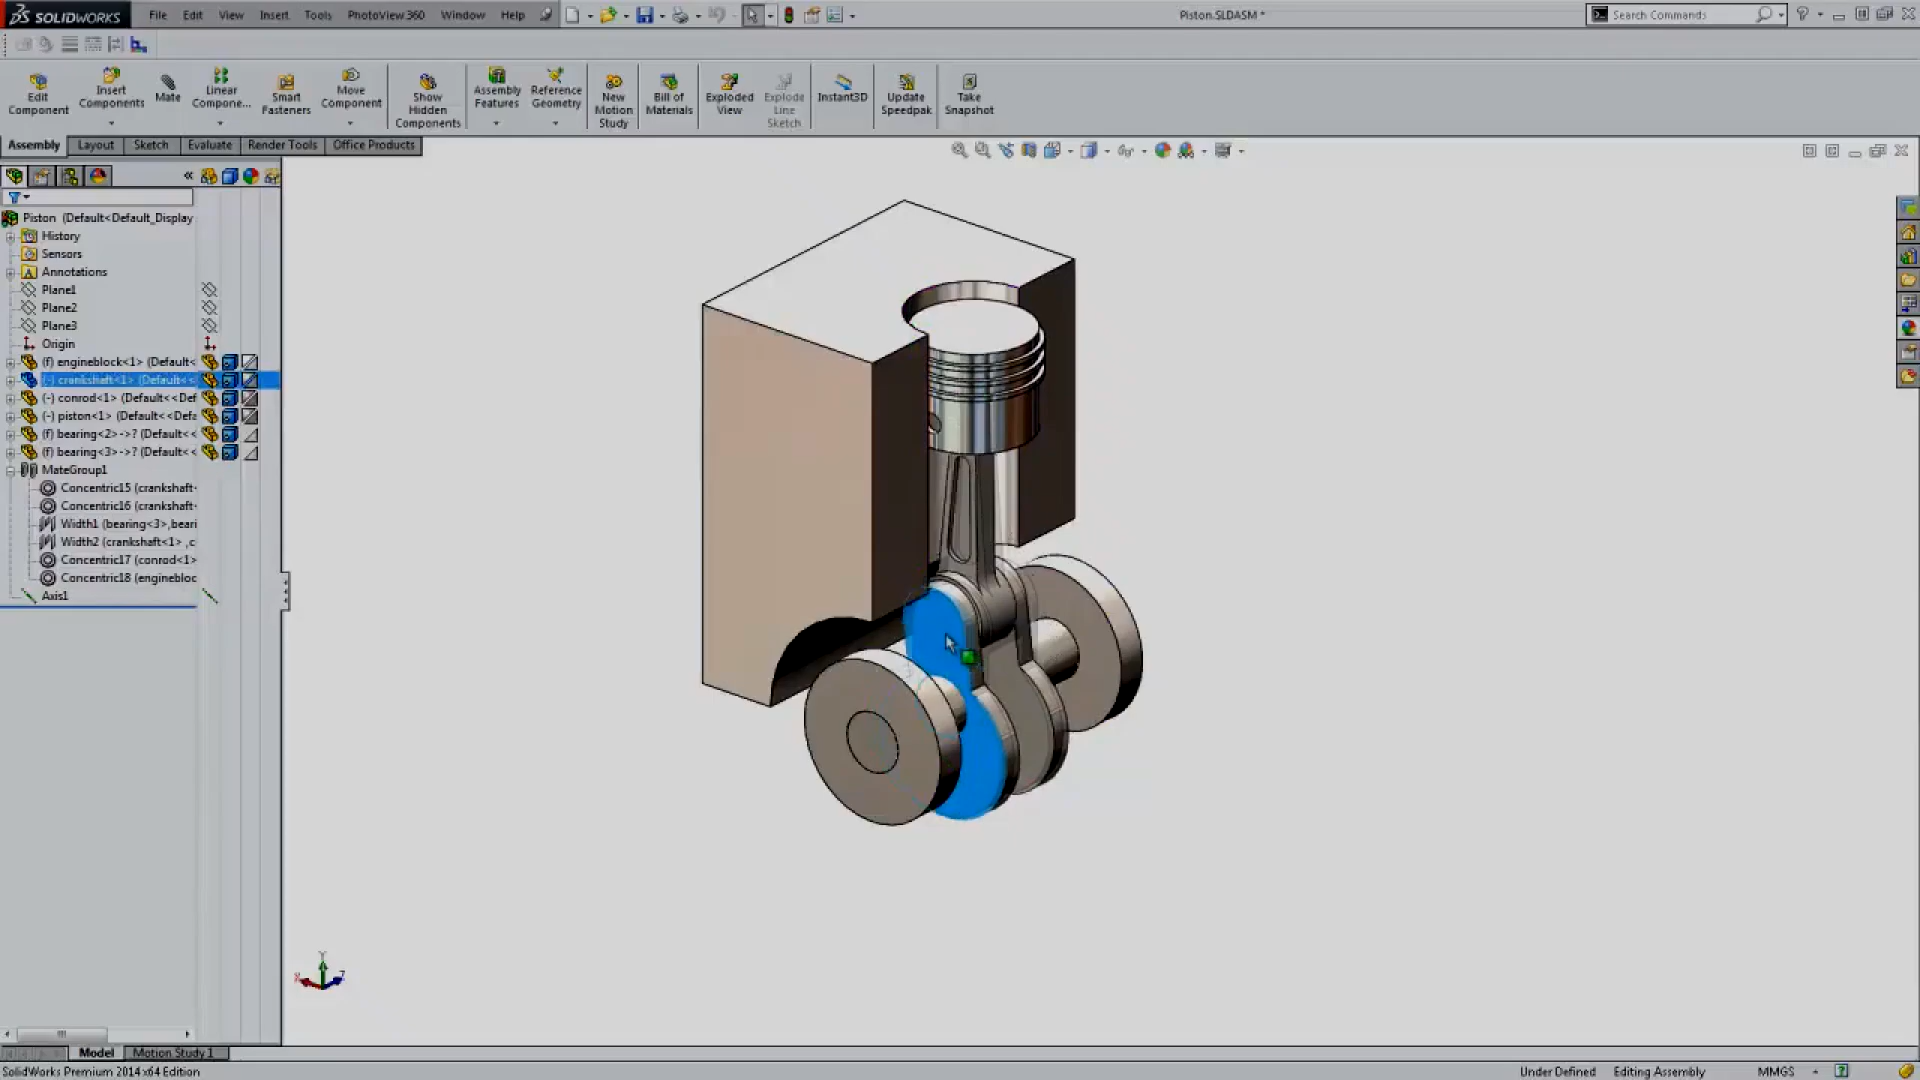 SOLIDWORKS File Edit View Insert Tools PhotoView 360 Window Help Piston.SLDASM * Search Commands
Edit Component
Insert Components
Mate
Linear Compone...
Smart Fasteners
Move Component
Show Hidden Components
Assembly Features
Reference Geometry
New Motion Study
Bill of Materials
Exploded View
Explode Line Sketch
Instant3D
Update Speedpak
Take Snapshot
Assembly Layout Sketch Evaluate Render Tools Office Products
Piston (Default<Default_Display
History
Sensors
Annotations
Plane1
Plane2
Plane3
Origin
(f) engineblock<1> (Default<
(-) crankshaft<1> (Default<<
(-) conrod<1> (Default<<Def
(-) piston<1> (Default<<Defa
(f) bearing<2>->? (Default<<
(f) bearing<3>->? (Default<<
MateGroup1
Concentric15 (crankshaft
Concentric16 (crankshaft
Width1 (bearing<3>,beari
Width2 (crankshaft<1> ,c
Concentric17 (conrod<1>
Concentric18 (enginebloc
Axis1
Y
X Z
Model Motion Study 1
SolidWorks Premium 2014 x64 Edition Under Defined Editing Assembly MMGS